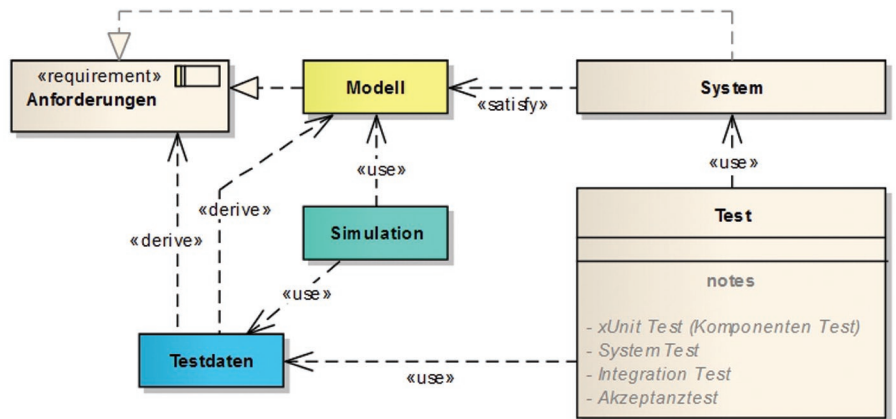 «requirement»
Anforderungen
Modell
System
«satisfy»
«use»
«use»
«derive»
«derive»
Simulation
«use»
Testdaten
«use»
Test
notes
- xUnit Test (Komponenten Test)
- System Test
- Integration Test
- Akzeptanztest